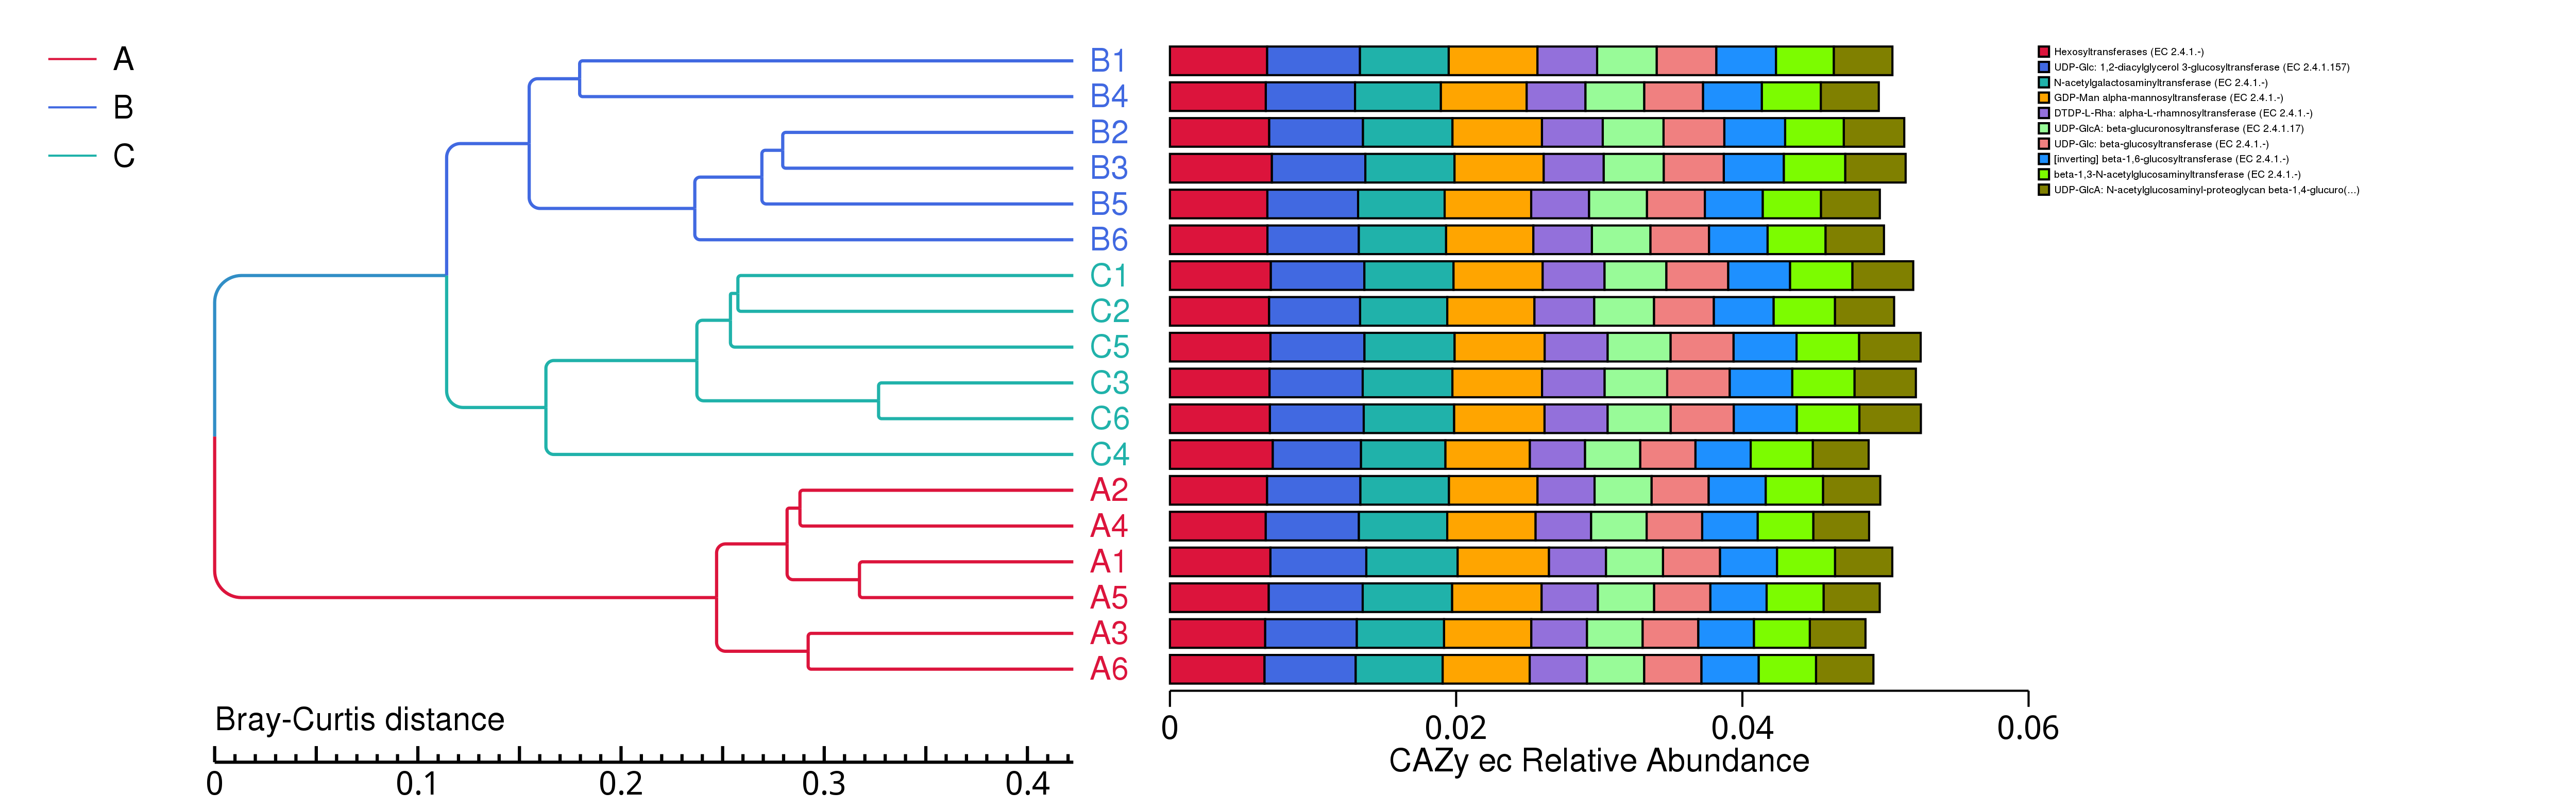 A
B
C
B1
B4
B2
B3
B5
B6
C1
C2
C5
C3
C6
C4
A2
A4
A1
A5
A3
A6
Bray-Curtis distance
0 0.1 0.2 0.3 0.4
0 0.02 0.04 0.06
CAZy ec Relative Abundance
Hexosyltransferases (EC 2.4.1.-)
UDP-Glc: 1,2-diacylglycerol 3-glucosyltransferase (EC 2.4.1.157)
N-acetylgalactosaminyltransferase (EC 2.4.1.-)
GDP-Man alpha-mannosyltransferase (EC 2.4.1.-)
DTDP-L-Rha: alpha-L-rhamnosyltransferase (EC 2.4.1.-)
UDP-GlcA: beta-glucuronosyltransferase (EC 2.4.1.17)
UDP-Glc: beta-glucosyltransferase (EC 2.4.1.-)
[inverting] beta-1,6-glucosyltransferase (EC 2.4.1.-)
beta-1,3-N-acetylglucosaminyltransferase (EC 2.4.1.-)
UDP-GlcA: N-acetylglucosaminyl-proteoglycan beta-1,4-glucuro(...)